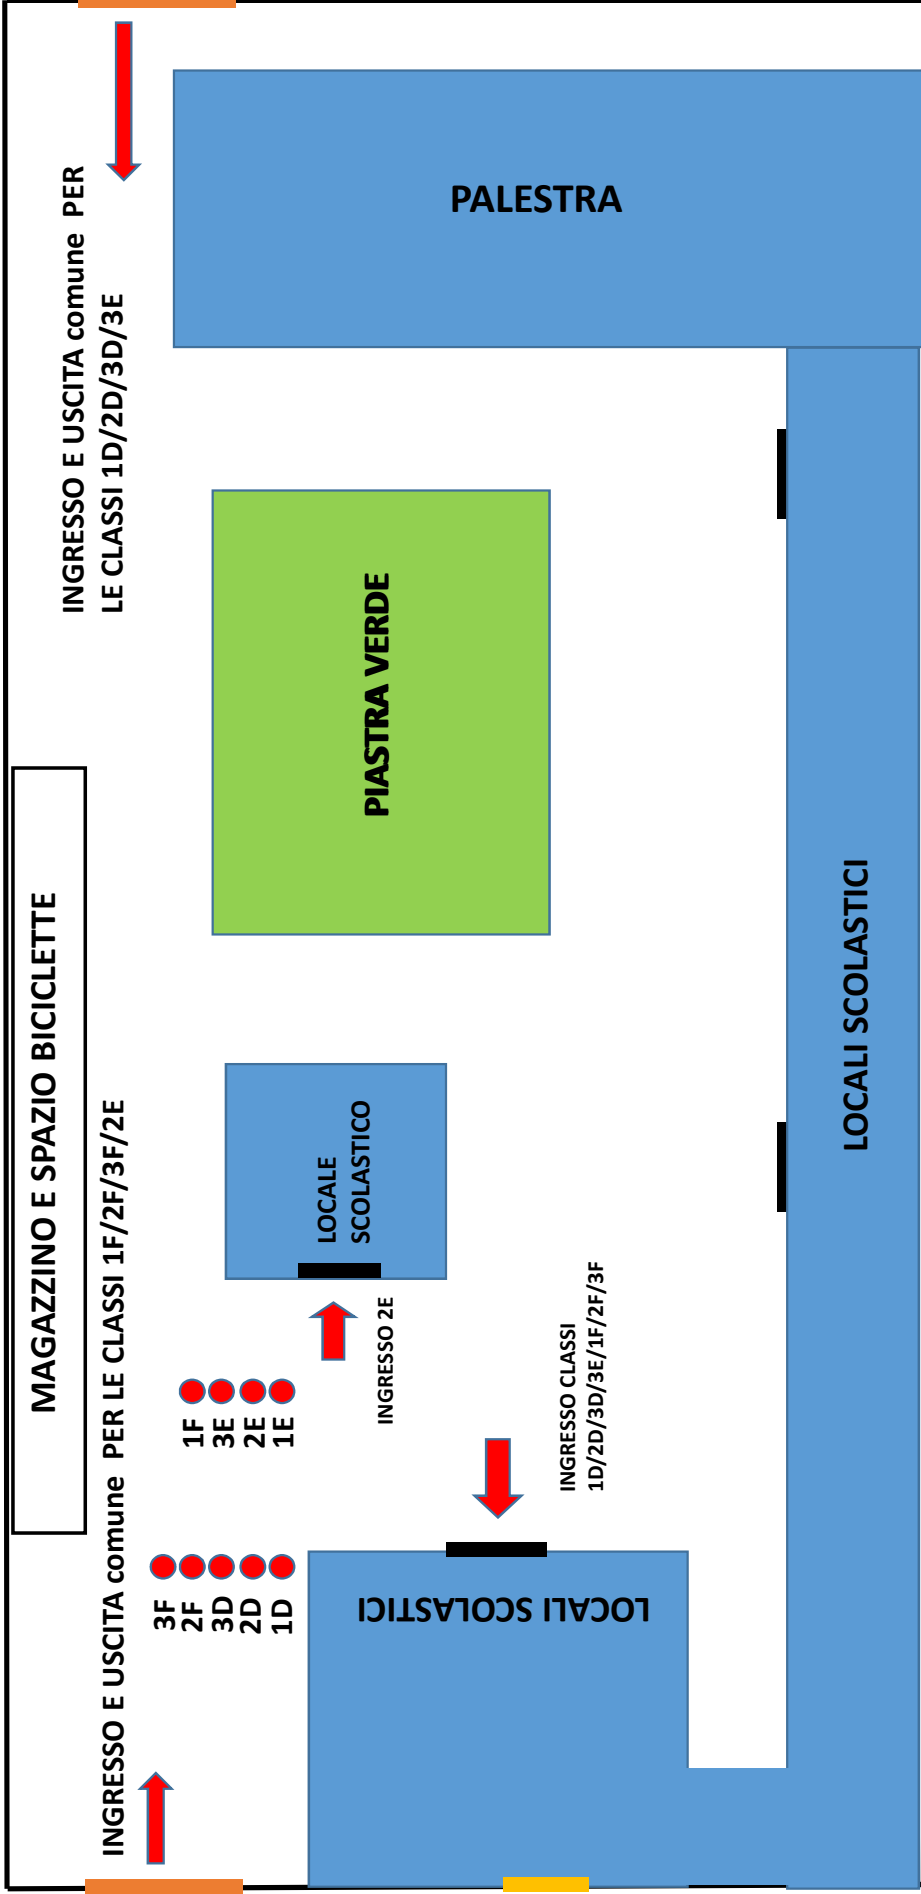 INGRESSO E USCITA comune PER
LE CLASSI 1D/2D/3D/3E
PALESTRA
PIASTRA VERDE
MAGAZZINO E SPAZIO BICICLETTE
INGRESSO E USCITA comune PER LE CLASSI 1F/2F/3F/2E
LOCALE
SCOLASTICO
INGRESSO 2E
1F
3E
2E
1E
3F
2F
3D
2D
1D
INGRESSO CLASSI
1D/2D/3D/3E/1F/2F/3F
LOCALI SCOLASTICI
LOCALI SCOLASTICI